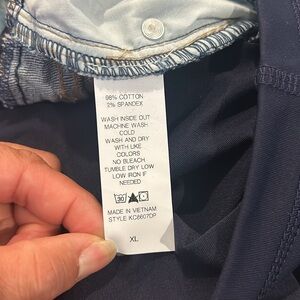 98% COTTON
2% SPANDEX
WASH INSIDE OUT
MACHINE WASH
COLD
WASH AND DRY
WITH LIKE
COLORS
NO BLEACH
TUMBLE DRY LOW
LOW IRON IF
NEEDED
30
MADE IN VIETNAM
STYLE KC8607DP
XL